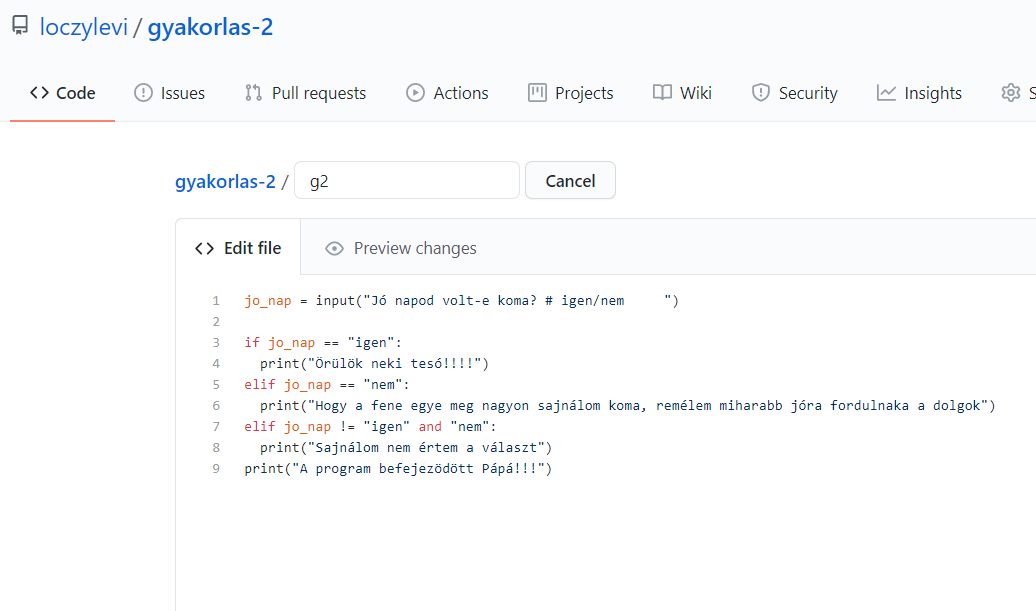 loczylevi / gyakorlas-2
Code Issues Pull requests Actions Projects Wiki Security Insights S
gyakorlas-2 / g2 Cancel
Edit file Preview changes
1 jo_nap = input("Jó napod volt-e koma? # igen/nem     ")
2
3 if jo_nap == "igen":
4   print("Örülök neki tesó!!!!")
5 elif jo_nap == "nem":
6   print("Hogy a fene egye meg nagyon sajnálom koma, remélem miharabb jóra fordulnaka a dolgok")
7 elif jo_nap != "igen" and "nem":
8   print("Sajnálom nem értem a választ")
9 print("A program befejezödött Pápá!!!")